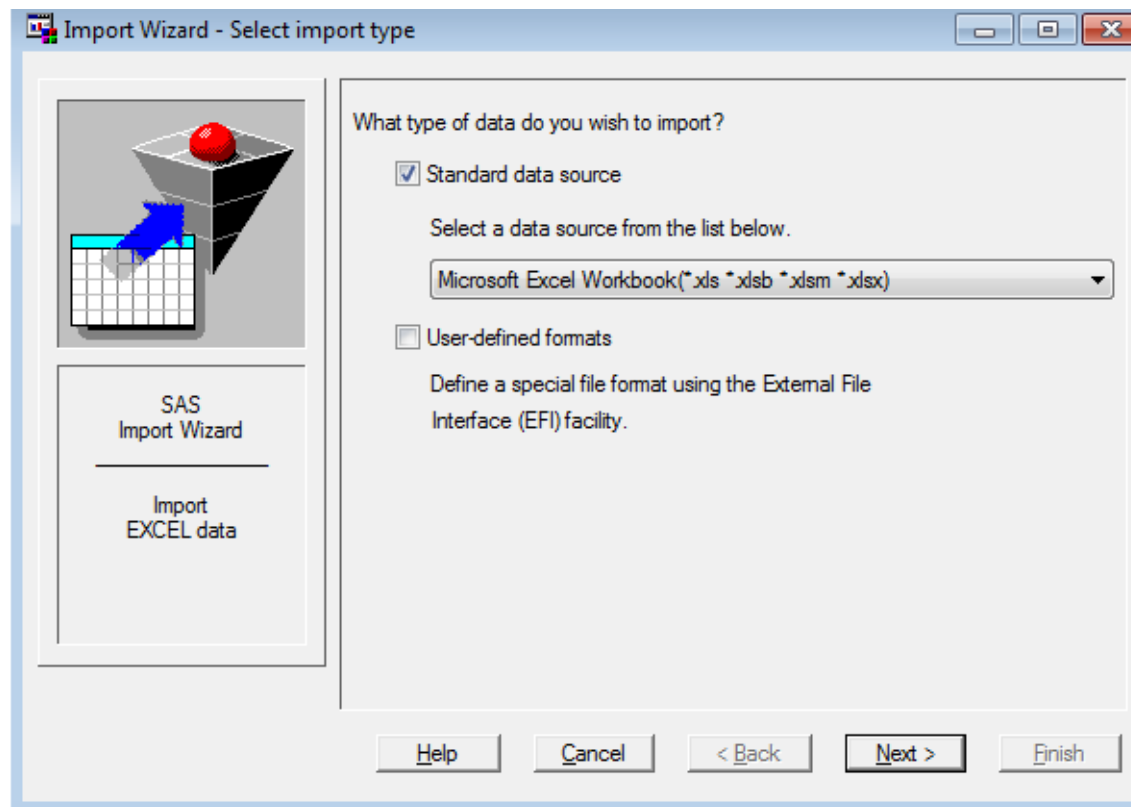 Import Wizard - Select import type
What type of data do you wish to import?
Standard data source
Select a data source from the list below.
Microsoft Excel Workbook(*.xls *.xlsb *.xlsm *.xlsx)
User-defined formats
Define a special file format using the External File
Interface (EFI) facility.
SAS
Import Wizard
Import
EXCEL data
Help
Cancel
< Back
Next >
Finish